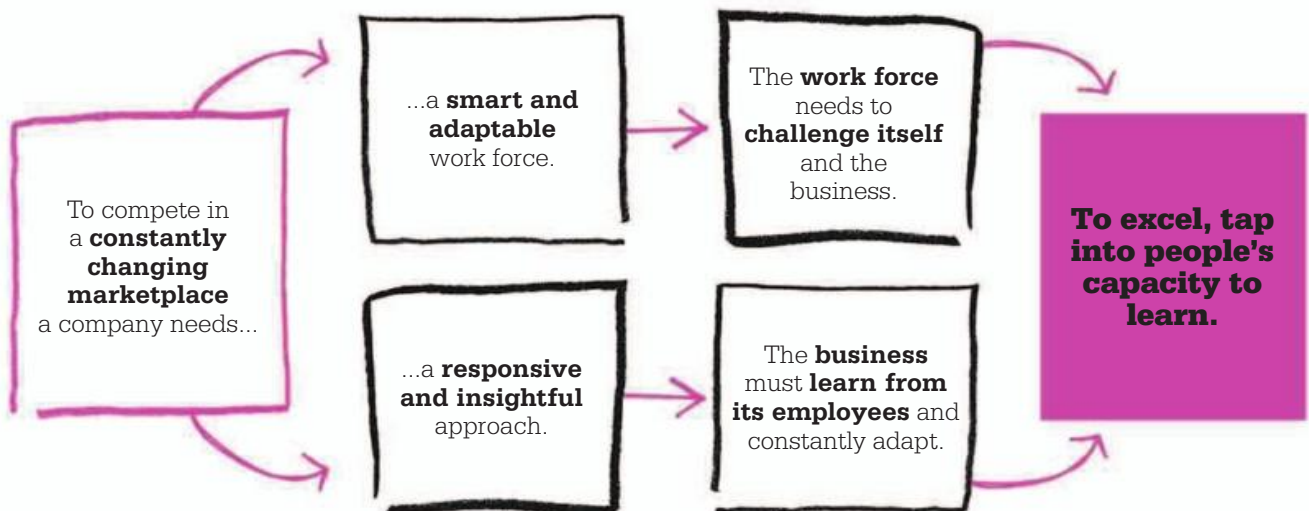 To compete in
a constantly
changing
marketplace
a company needs...
...a smart and
adaptable
work force.
The work force
needs to
challenge itself
and the
business.
...a responsive
and insightful
approach.
The business
must learn from
its employees and
constantly adapt.
To excel, tap
into people’s
capacity to
learn.